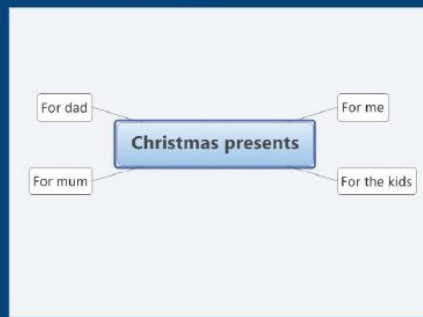 For dad
For me
Christmas presents
For mum
For the kids